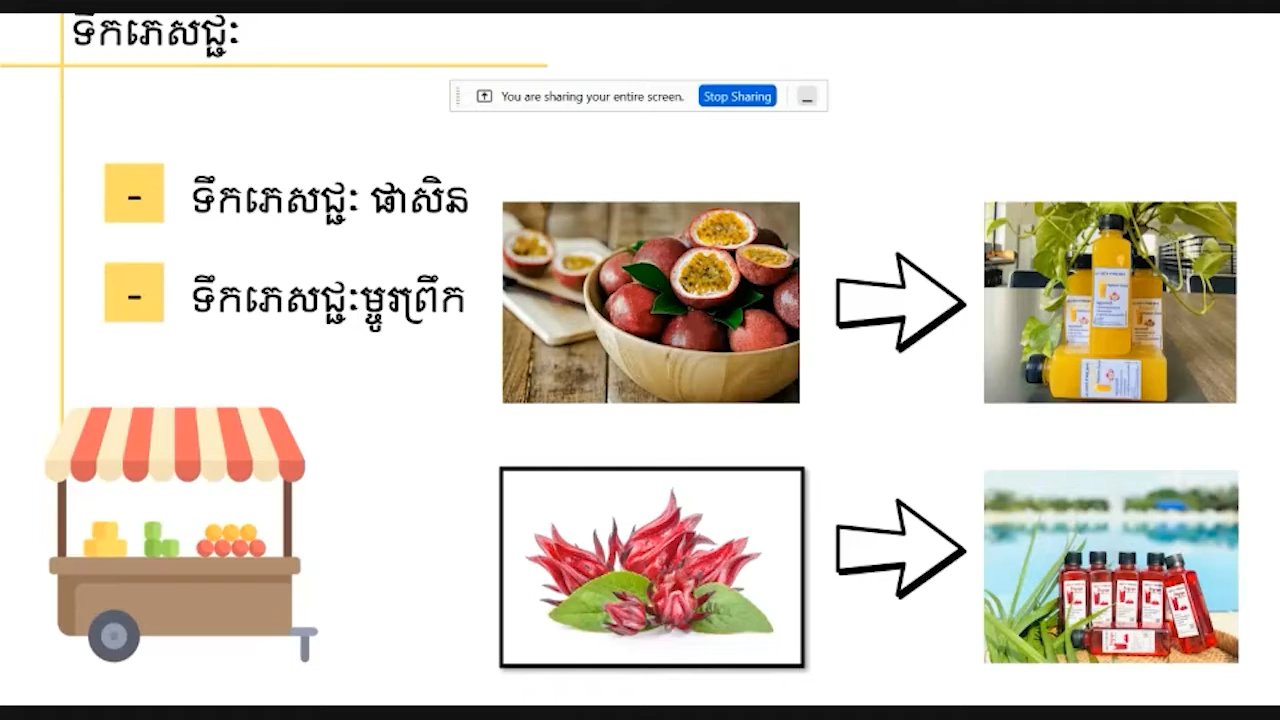 ទឹកភេសជ្ជៈ
You are sharing your entire screen. Stop Sharing
- ទឹកភេសជ្ជៈ ផាសិន
- ទឹកភេសជ្ជៈម្ជូរព្រឹក